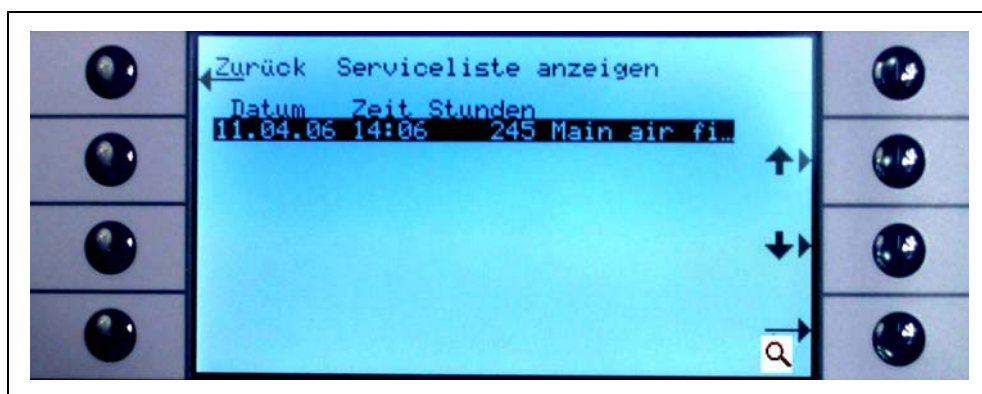 Zurück Serviceliste anzeigen
Datum Zeit Stunden
11.04.06 14:06 245 Main air fi…